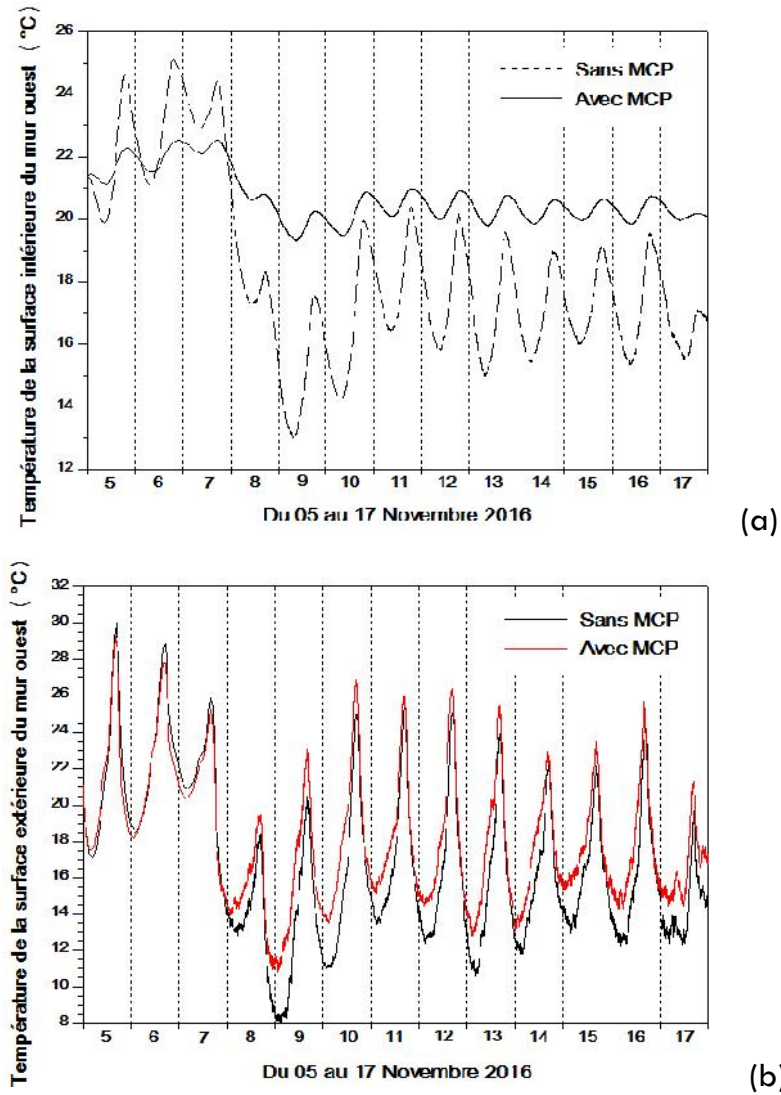 Température de la surface intérieure du mur ouest ( °C)
26
24
22
20
18
16
14
12
Sans MCP
Avec MCP
5 6 7 8 9 10 11 12 13 14 15 16 17
Du 05 au 17 Novembre 2016
(a)
Température de la surface extérieure du mur ouest ( °C)
32
30
28
26
24
22
20
18
16
14
12
10
8
Sans MCP
Avec MCP
5 6 7 8 9 10 11 12 13 14 15 16 17
Du 05 au 17 Novembre 2016
(b)